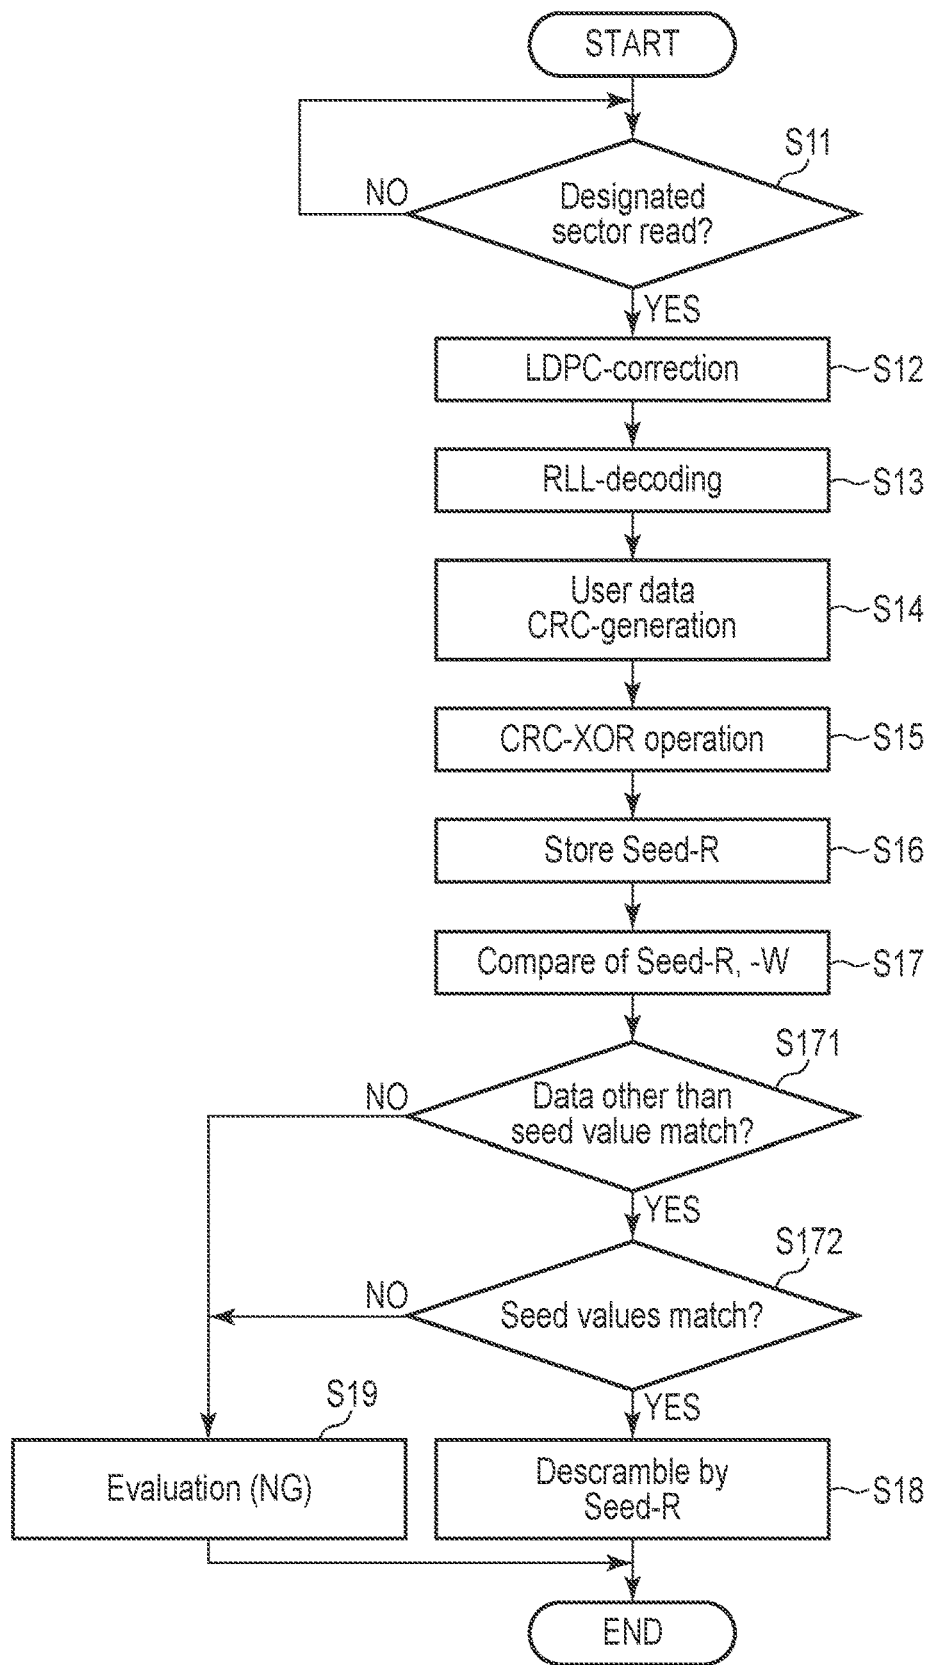 START
S11
NO
Designated
sector read?
YES
LDPC-correction
S12
RLL-decoding
S13
User data
CRC-generation
S14
CRC-XOR operation
S15
Store Seed-R
S16
Compare of Seed-R, -W
S17
S171
NO
Data other than
seed value match?
YES
S172
NO
Seed values match?
YES
S19
Evaluation (NG)
Descramble by
Seed-R
S18
END